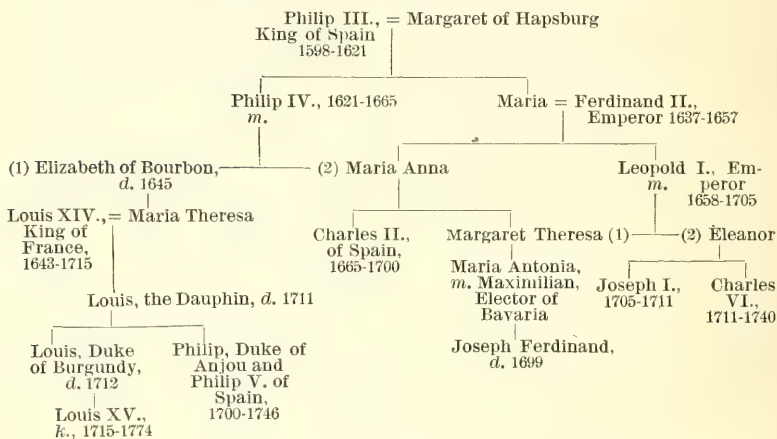 Philip III., = Margaret of Hapsburg
King of Spain
1598-1621
Philip IV., 1621-1665
m.
Maria = Ferdinand II.,
Emperor 1637-1657
(1) Elizabeth of Bourbon,
d. 1645
(2) Maria Anna
Leopold I., Em-
m. peror
1658-1705
Louis XIV., = Maria Theresa
King of
France,
1643-1715
Charles II.,
of Spain,
1665-1700
Margaret Theresa (1)
(2) Eleanor
Maria Antonia,
m. Maximilian,
Elector of
Bavaria
Joseph I.,
1705-1711
Charles
VI.,
1711-1740
Louis, the Dauphin, d. 1711
Joseph Ferdinand,
d. 1699
Louis, Duke
of Burgundy,
d. 1712
Philip, Duke of
Anjou and
Philip V. of
Spain,
1700-1746
Louis XV.,
k., 1715-1774